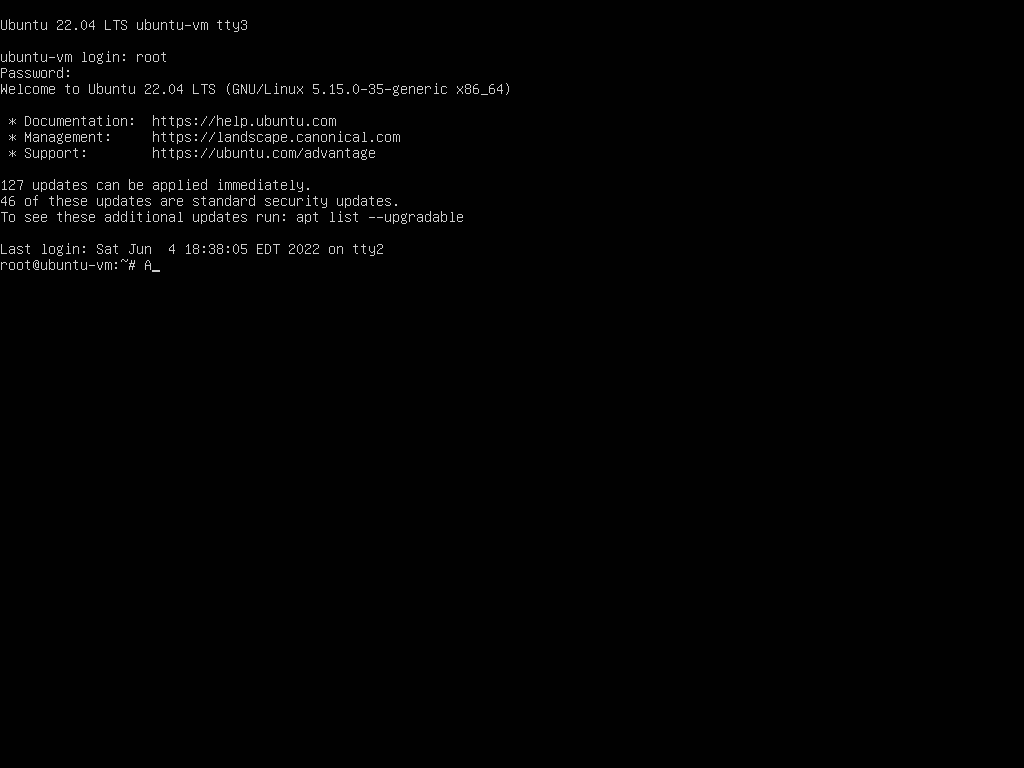 Ubuntu 22.04 LTS ubuntu-vm tty3
ubuntu-vm login: root
Password:
Welcome to Ubuntu 22.04 LTS (GNU/Linux 5.15.0-35-generic x86_64)
* Documentation:  https://help.ubuntu.com
* Management:     https://landscape.canonical.com
* Support:        https://ubuntu.com/advantage
127 updates can be applied immediately.
46 of these updates are standard security updates.
To see these additional updates run: apt list --upgradable
Last login: Sat Jun  4 18:38:05 EDT 2022 on tty2
root@ubuntu-vm:~# A_